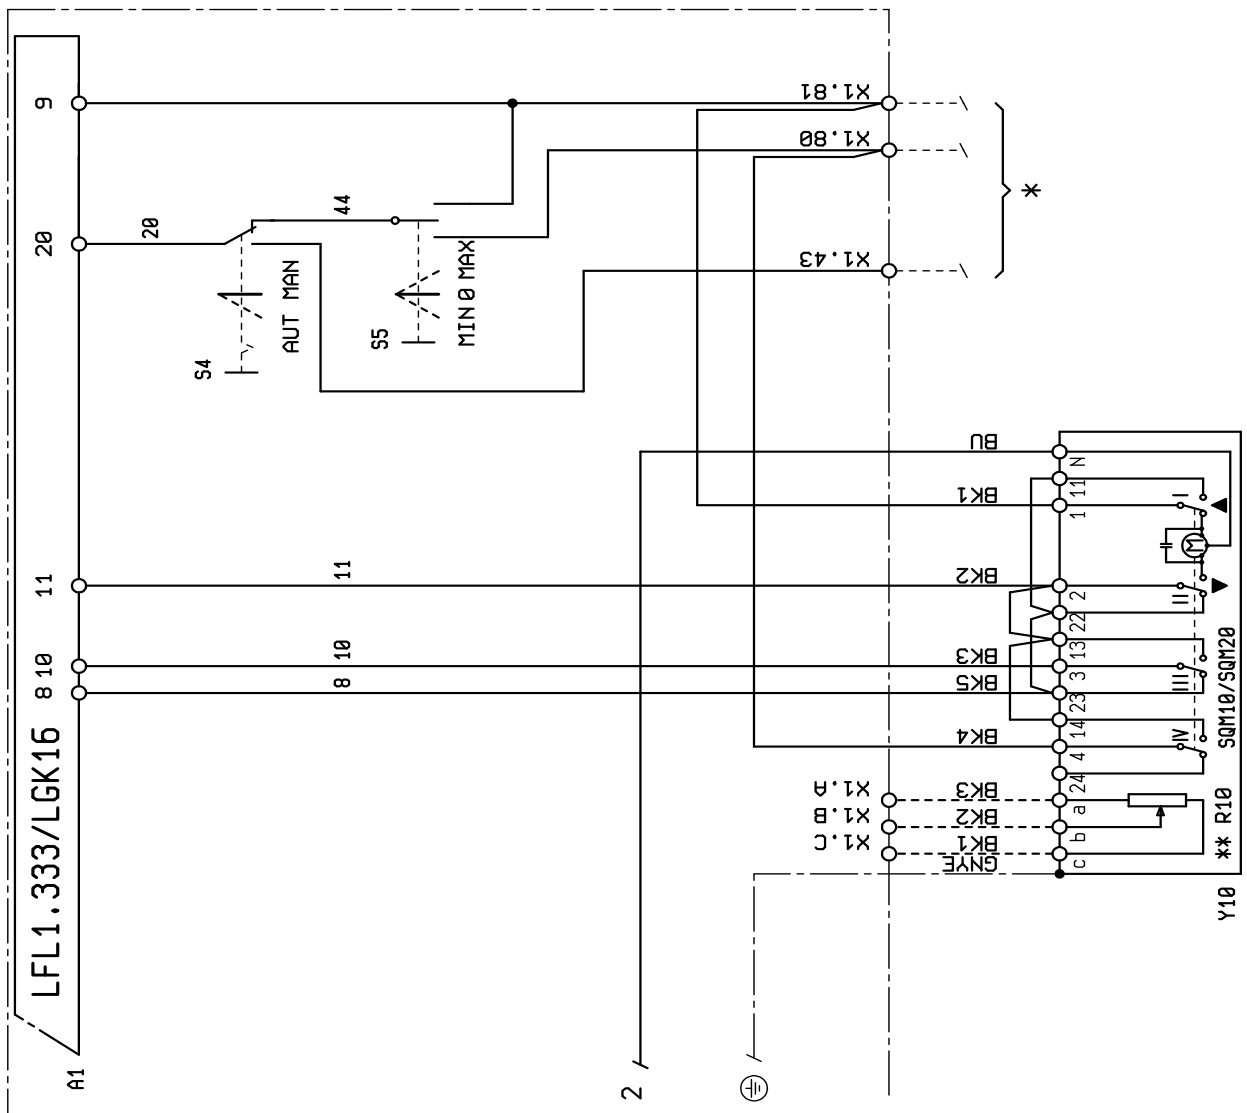 9
20
11
8 10
LFL1.333/LGK16
A1
20
44
S4
AUT MAN
S5
MIN 0 MAX
11
10
8
X1.81
X1.80
X1.43
*
BU
BK1
BK2
BK3
BK5
BK4
BK3
BK2
BK1
GNYE
X1.A
X1.B
X1.C
N
11
1
2
22
13
3
23
14
4
24
a
b
c
I
II
III
IV
M
SQM10/SQM20
** R10
Y10
2